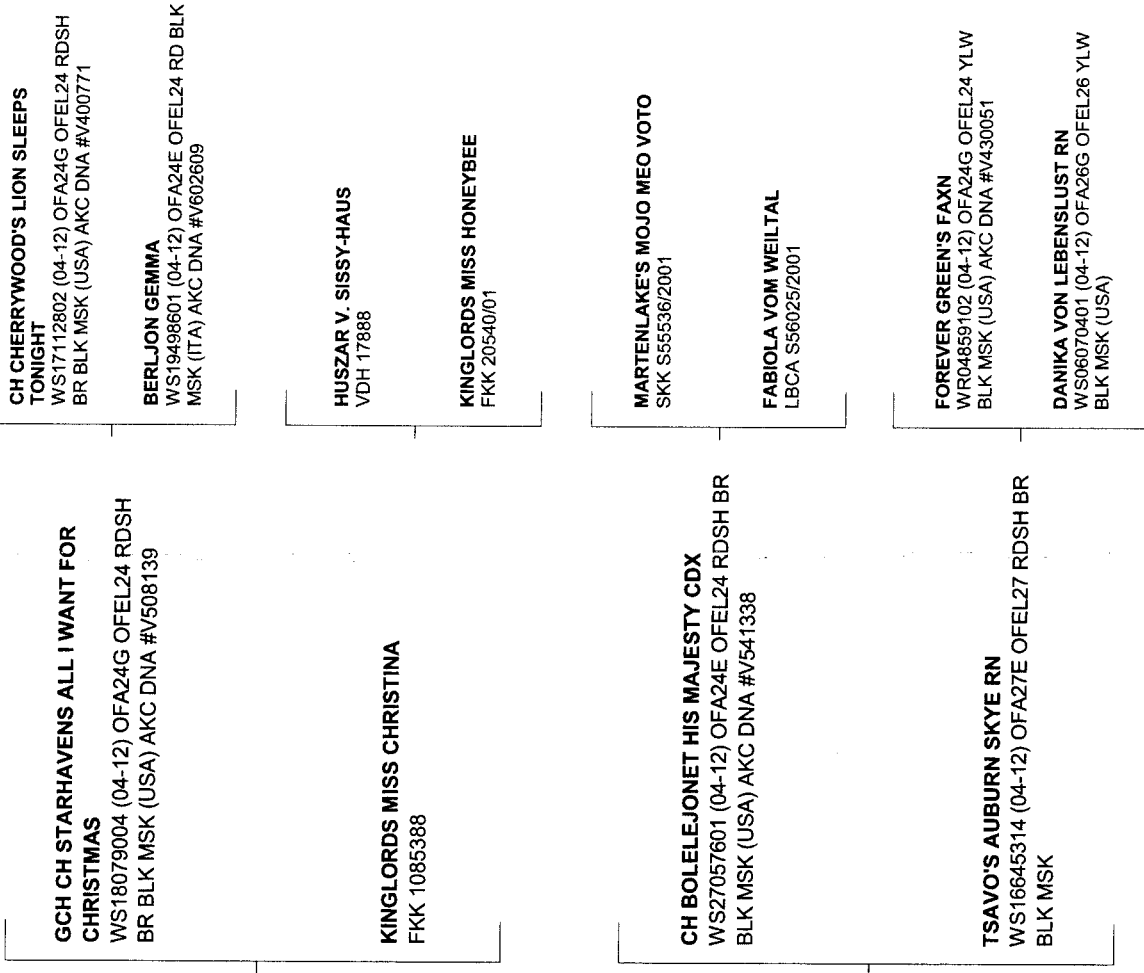 GCH CH STARHAVENS ALL I WANT FOR
CHRISTMAS
WS18079004 (04-12) OFA24G OFEL24 RDSH
BR BLK MSK (USA) AKC DNA #V508139
KINGLORDS MISS CHRISTINA
FKK 1085388
CH BOLELEJONET HIS MAJESTY CDX
WS27057601 (04-12) OFA24E OFEL24 RDSH BR
BLK MSK (USA) AKC DNA #V541338
TSAVO'S AUBURN SKYE RN
WS16645314 (04-12) OFA27E OFEL27 RDSH BR
BLK MSK
CH CHERRYWOOD'S LION SLEEPS
TONIGHT
WS17112802 (04-12) OFA24G OFEL24 RDSH
BR BLK MSK (USA) AKC DNA #V400771
BERLJON GEMMA
WS19498601 (04-12) OFA24E OFEL24 RD BLK
MSK (ITA) AKC DNA #V602609
HUSZAR V. SISSY-HAUS
VDH 17888
KINGLORDS MISS HONEYBEE
FKK 20540/01
MARTENLAKE'S MOJO MEO VOTO
SKK S55536/2001
FABIOLA VOM WEILTAL
LBCA S56025/2001
FOREVER GREEN'S FAXN
WR04859102 (04-12) OFA24G OFEL24 YLW
BLK MSK (USA) AKC DNA #V430051
DANIKA VON LEBENSLUST RN
WS06070401 (04-12) OFA26G OFEL26 YLW
BLK MSK (USA)